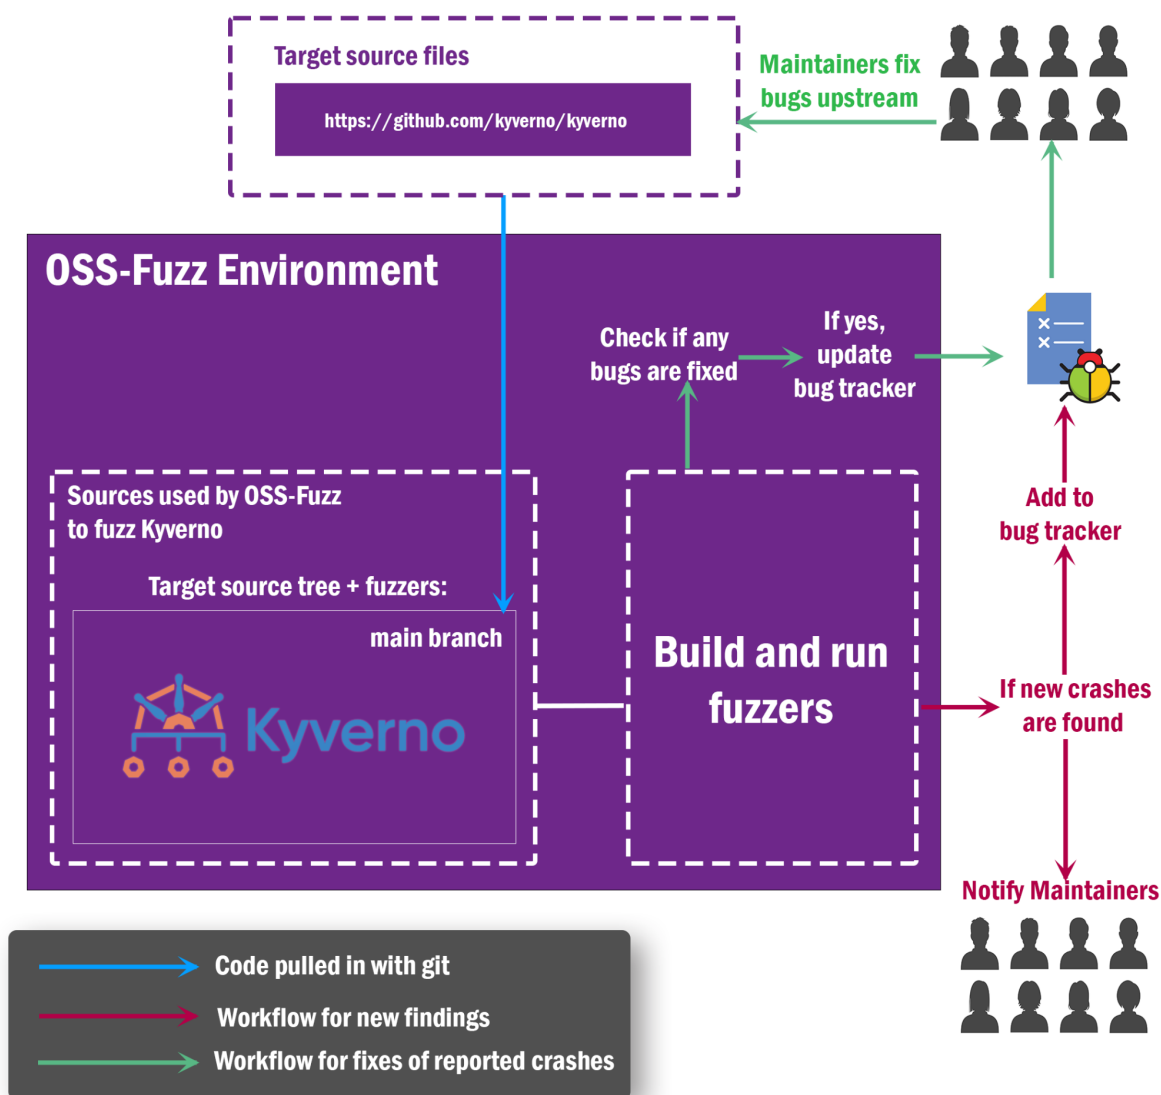 Target source files
https://github.com/kyverno/kyverno
Maintainers fix
bugs upstream
OSS-Fuzz Environment
Check if any
bugs are fixed
If yes,
update
bug tracker
Sources used by OSS-Fuzz
to fuzz Kyverno
Target source tree + fuzzers:
main branch
Kyverno
Build and run
fuzzers
Add to
bug tracker
If new crashes
are found
Notify Maintainers
Code pulled in with git
Workflow for new findings
Workflow for fixes of reported crashes